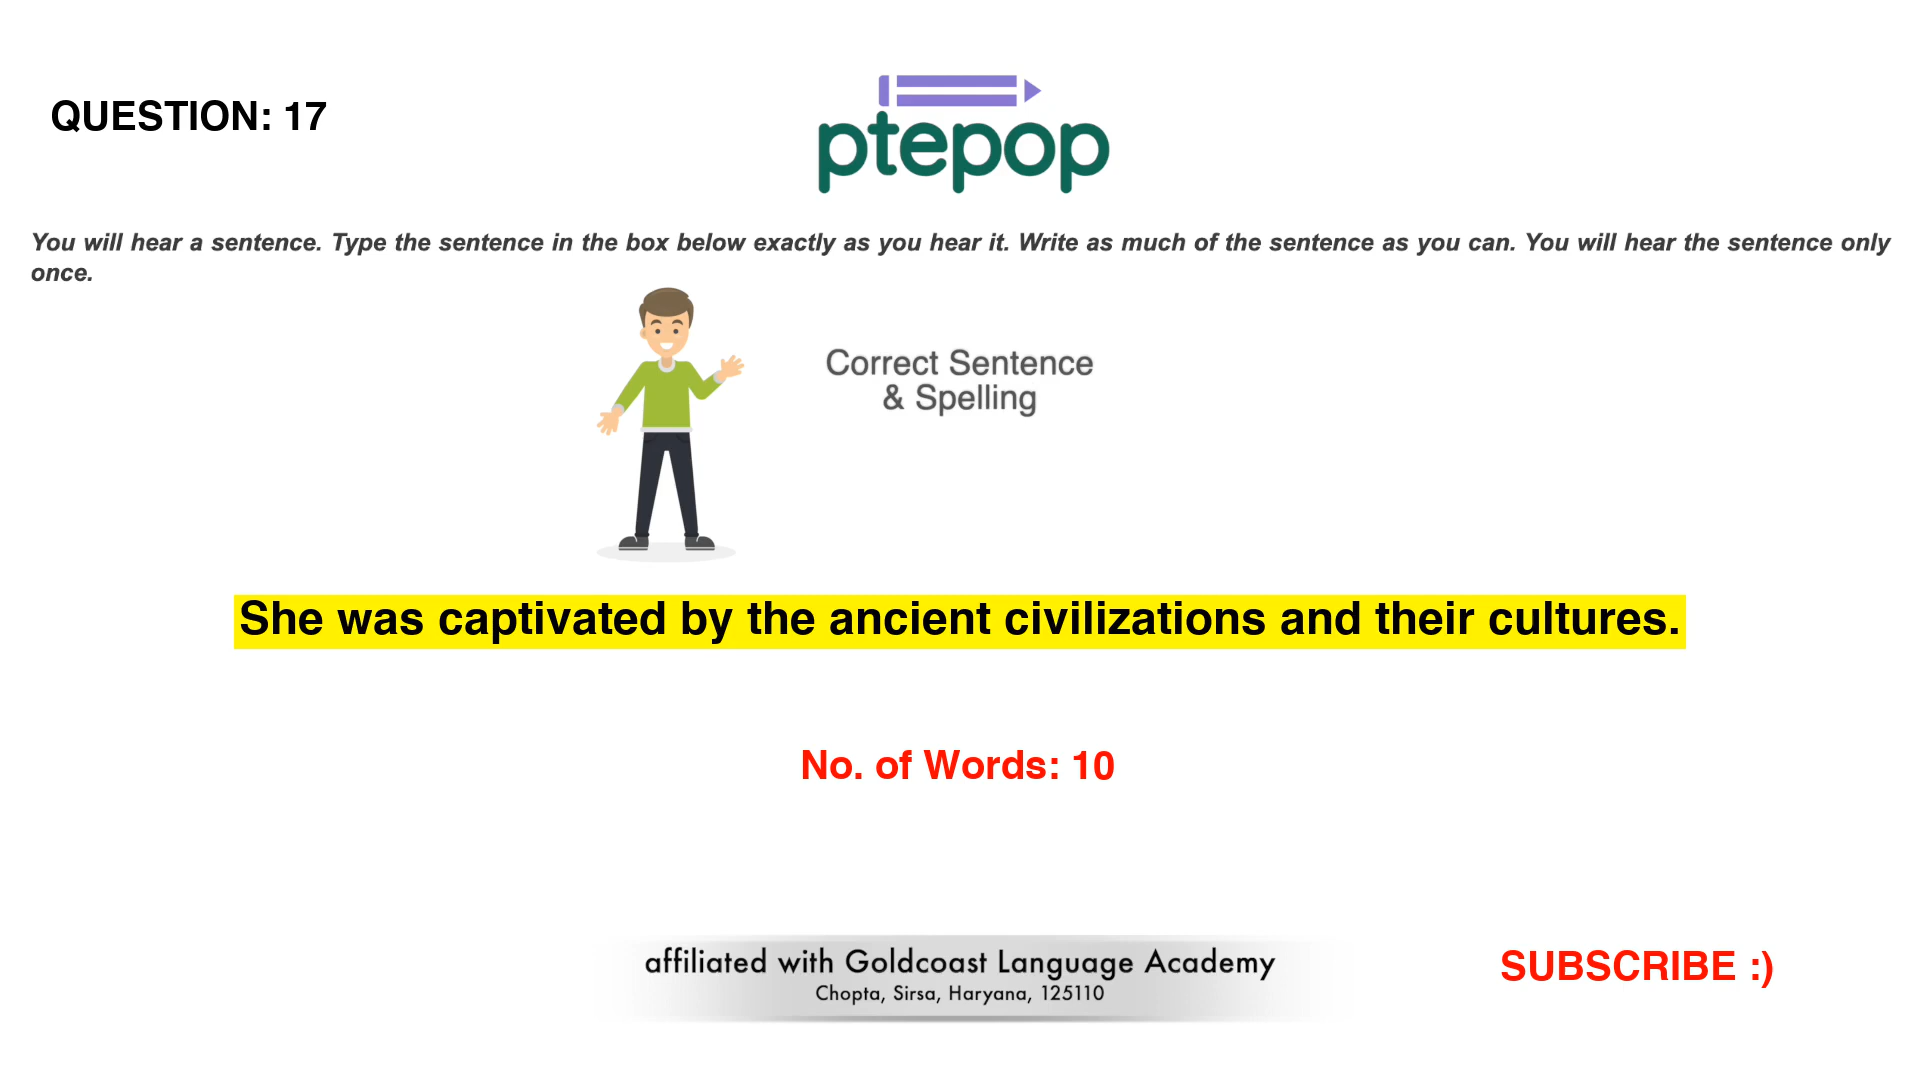 QUESTION: 17
ptepop
You will hear a sentence. Type the sentence in the box below exactly as you hear it. Write as much of the sentence as you can. You will hear the sentence only
once.
Correct Sentence
& Spelling
She was captivated by the ancient civilizations and their cultures.
No. of Words: 10
affiliated with Goldcoast Language Academy
Chopta, Sirsa, Haryana, 125110
SUBSCRIBE :)